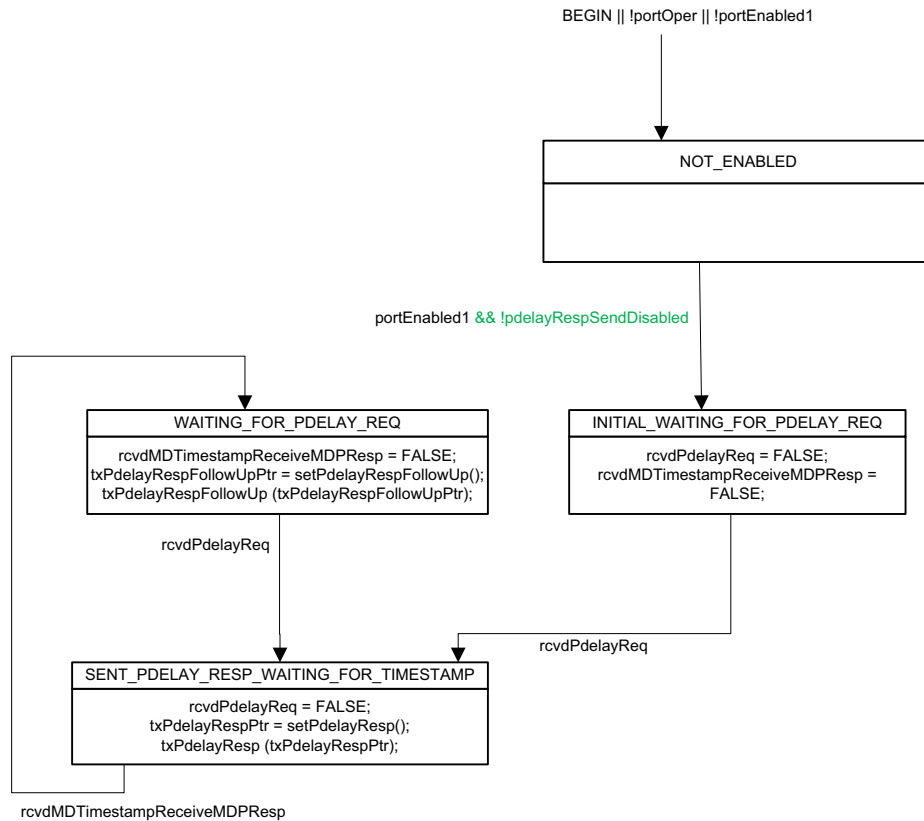 BEGIN || !portOper || !portEnabled1
NOT_ENABLED
portEnabled1 && !pdelayRespSendDisabled
WAITING_FOR_PDELAY_REQ
rcvdMDTimestampReceiveMDPResp = FALSE;
txPdelayRespFollowUpPtr = setPdelayRespFollowUp();
txPdelayRespFollowUp (txPdelayRespFollowUpPtr);
INITIAL_WAITING_FOR_PDELAY_REQ
rcvdPdelayReq = FALSE;
rcvdMDTimestampReceiveMDPResp =
FALSE;
rcvdPdelayReq
rcvdPdelayReq
SENT_PDELAY_RESP_WAITING_FOR_TIMESTAMP
rcvdPdelayReq = FALSE;
txPdelayRespPtr = setPdelayResp();
txPdelayResp (txPdelayRespPtr);
rcvdMDTimestampReceiveMDPResp